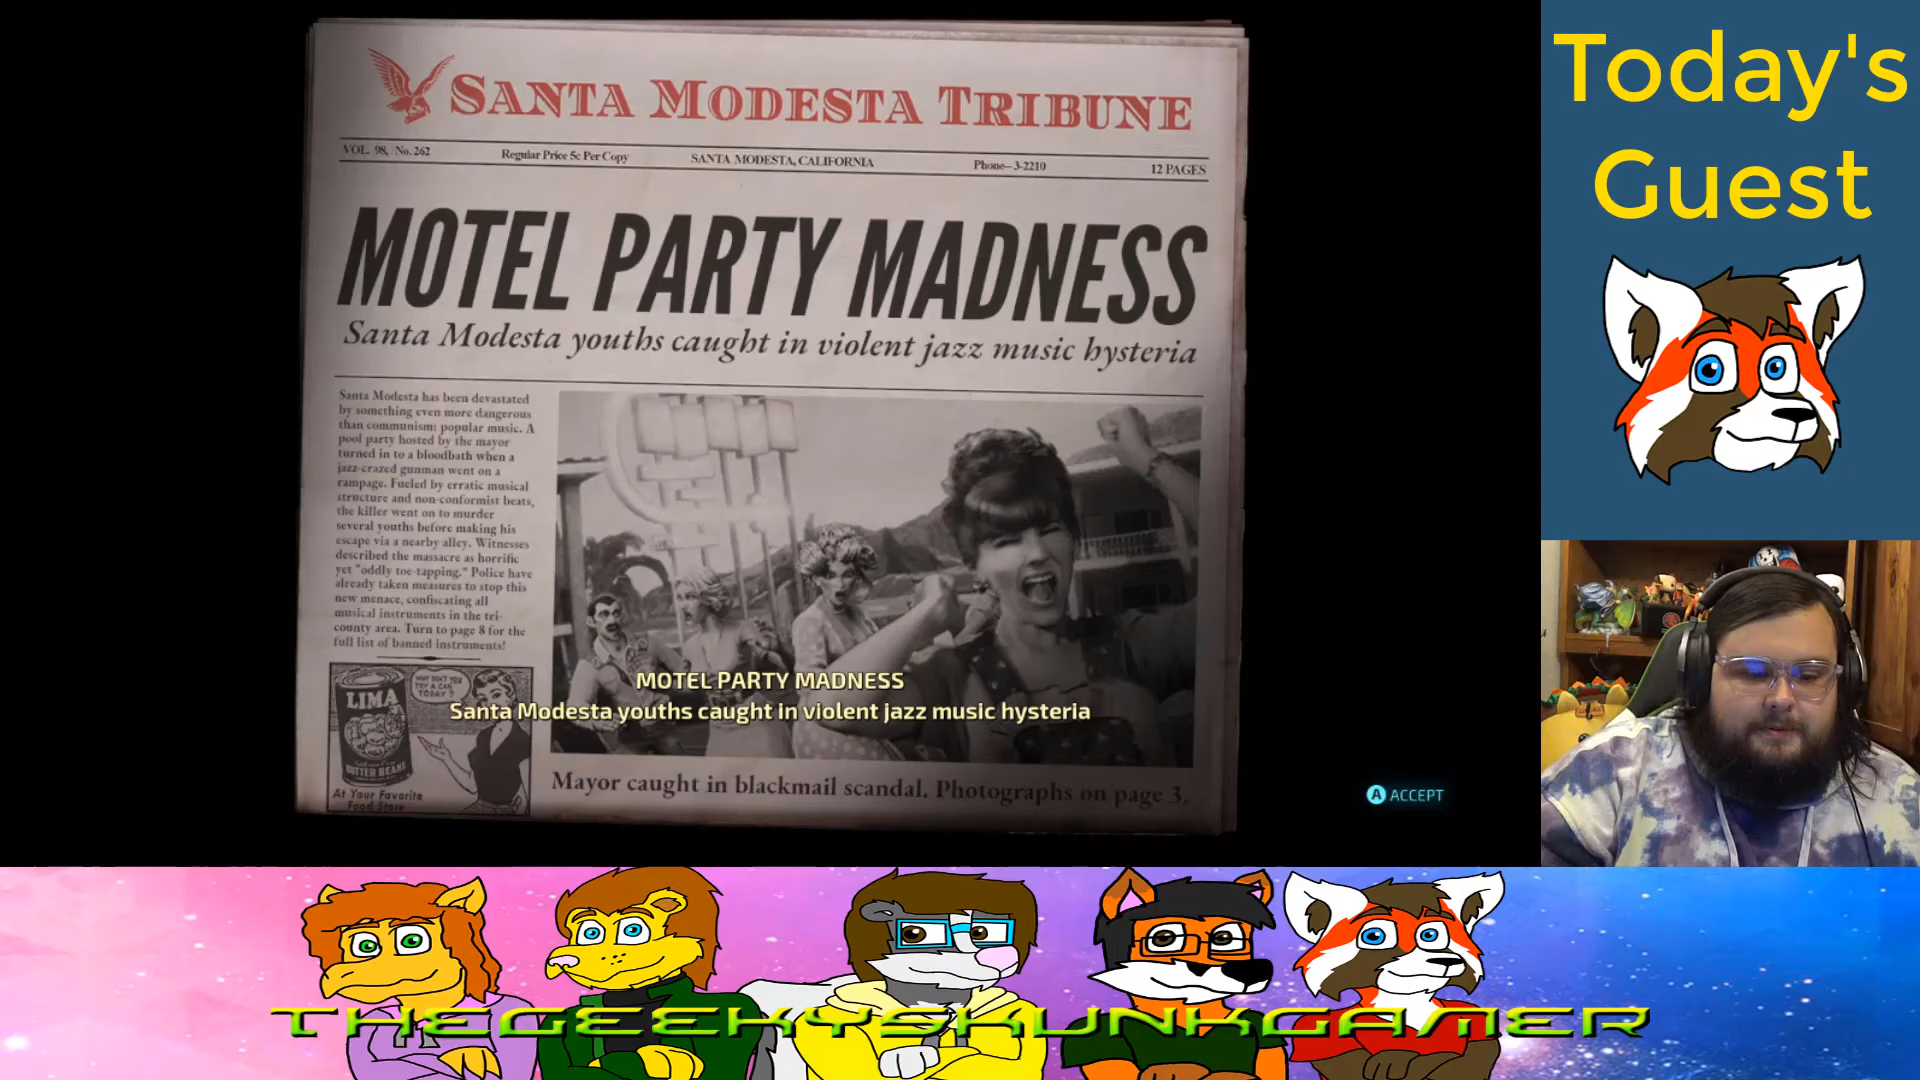 SANTA MODESTA TRIBUNE
VOL. 98, No. 262
Regular Price 5c Per Copy
SANTA MODESTA, CALIFORNIA
Phone– 3-2210
12 PAGES
MOTEL PARTY MADNESS
Santa Modesta youths caught in violent jazz music hysteria
Santa Modesta has been devastated
by something even more dangerous
than communism: popular music. A
pool party hosted by the mayor
turned in to a bloodbath when a
jazz-crazed gunman went on a
rampage. Fueled by erratic musical
structure and non-conformist beats,
the killer went on to murder
several youths before making his
escape via a nearby alley. Witnesses
described the massacre as horrific
yet "oddly toe-tapping." Police have
already taken measures to stop this
new menace, confiscating all
musical instruments in the tri-
county area. Turn to page 8 for the
full list of banned instruments!
LIMA
BUTTER BEANS
WHY DON'T YOU
TRY A CAN
TODAY?
At Your Favorite
Food Store
MOTEL PARTY MADNESS
Santa Modesta youths caught in violent jazz music hysteria
Mayor caught in blackmail scandal. Photographs on page 3.
A ACCEPT
Today's
Guest
THEGEEKYSKUNKGAMER